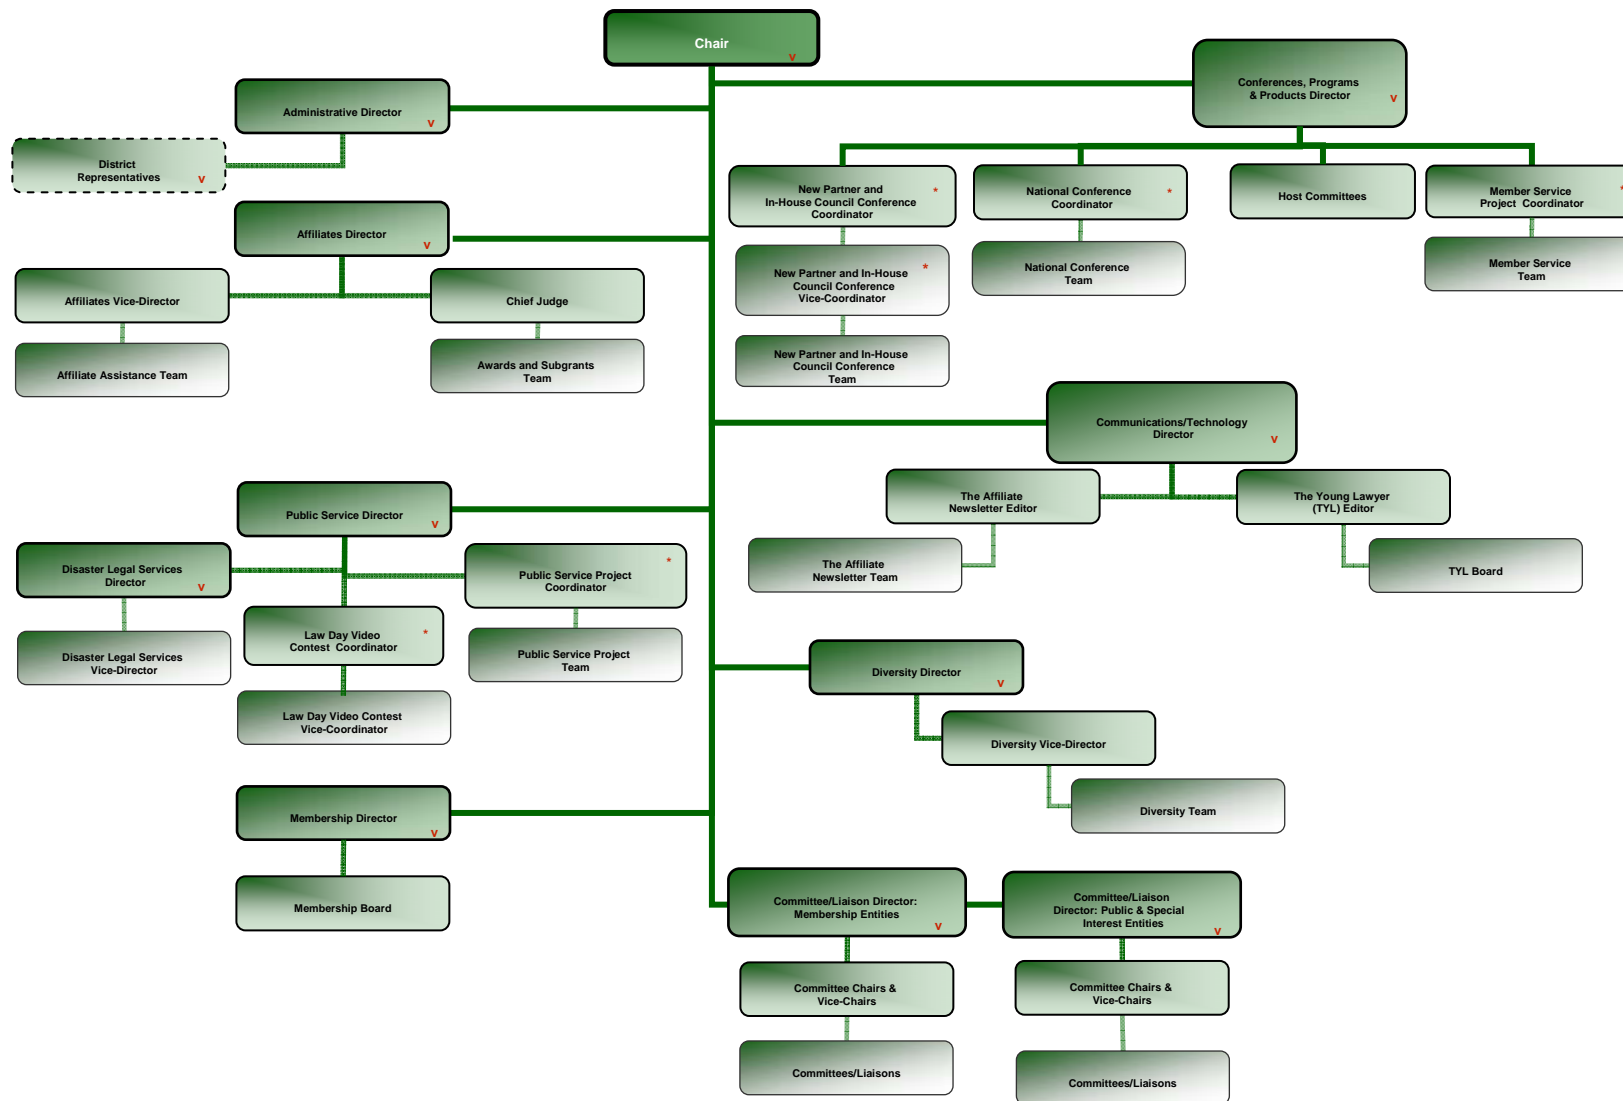 Chair
v
Conferences, Programs
& Products Director
v
Administrative Director
v
District
Representatives
v
New Partner and
In-House Council Conference
Coordinator
*
National Conference
Coordinator
*
Host Committees
Member Service
Project Coordinator
*
Affiliates Director
v
New Partner and In-House
Council Conference
Vice-Coordinator
*
National Conference
Team
Member Service
Team
Affiliates Vice-Director
Chief Judge
Affiliate Assistance Team
Awards and Subgrants
Team
New Partner and In-House
Council Conference
Team
Communications/Technology
Director
v
The Affiliate
Newsletter Editor
The Young Lawyer
(TYL) Editor
Public Service Director
v
The Affiliate
Newsletter Team
TYL Board
Disaster Legal Services
Director
v
Public Service Project
Coordinator
*
Law Day Video
Contest Coordinator
*
Disaster Legal Services
Vice-Director
Public Service Project
Team
Law Day Video Contest
Vice-Coordinator
Diversity Director
v
Diversity Vice-Director
Diversity Team
Membership Director
v
Membership Board
Committee/Liaison Director:
Membership Entities
v
Committee/Liaison
Director: Public & Special
Interest Entities
v
Committee Chairs &
Vice-Chairs
Committee Chairs &
Vice-Chairs
Committees/Liaisons
Committees/Liaisons